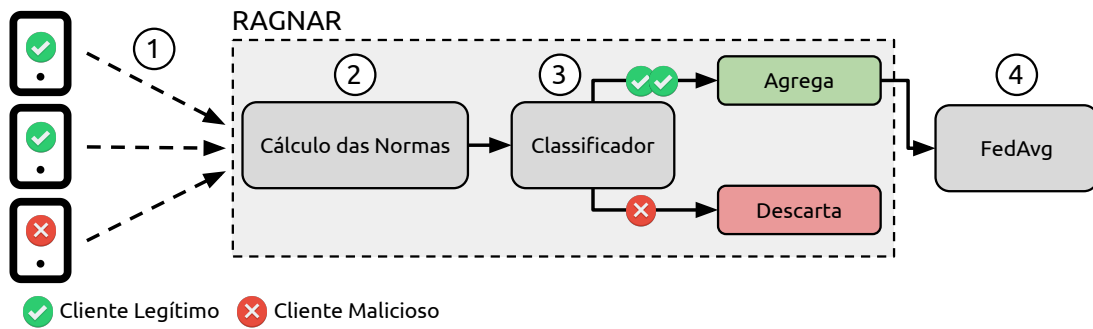 RAGNAR
1
2
3
4
Agrega
Cálculo das Normas
Classificador
FedAvg
Descarta
Cliente Legítimo
Cliente Malicioso